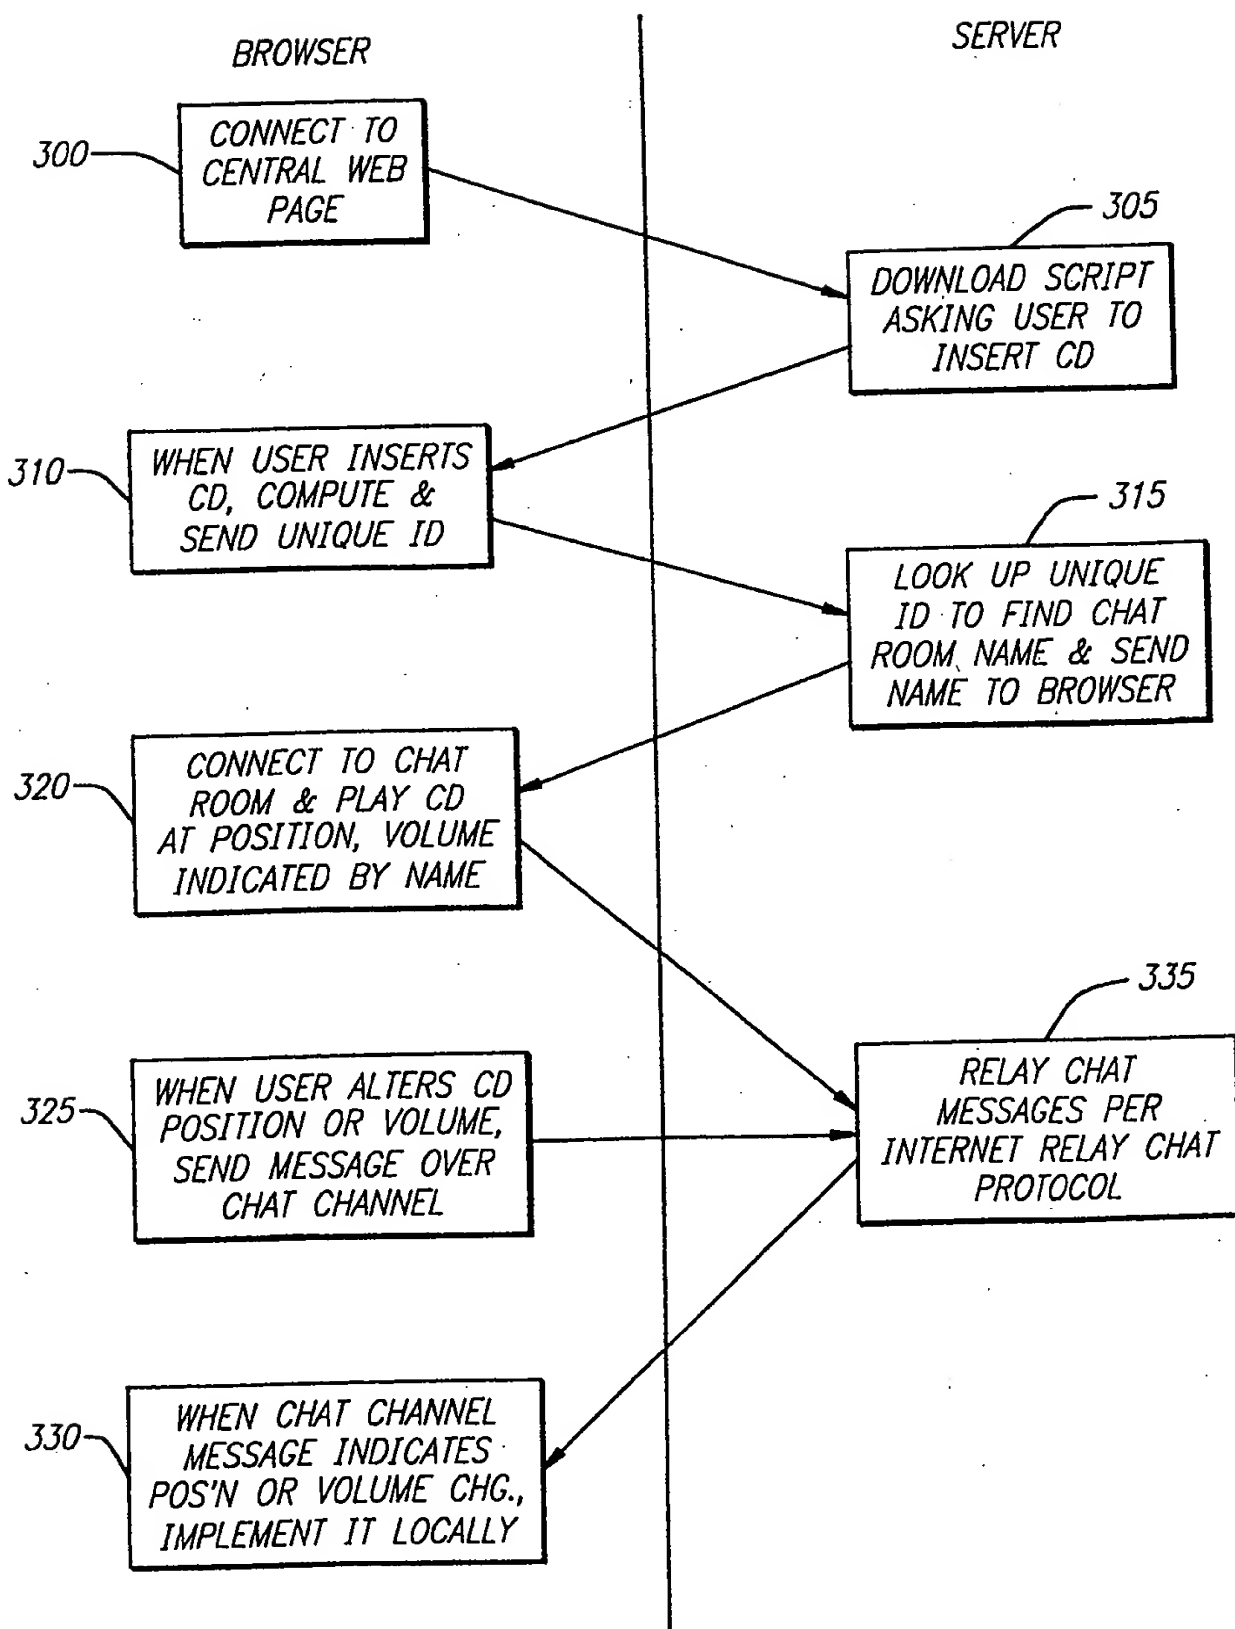 BROWSER
SERVER
300
CONNECT TO
CENTRAL WEB
PAGE
305
DOWNLOAD SCRIPT
ASKING USER TO
INSERT CD
310
WHEN USER INSERTS
CD, COMPUTE &
SEND UNIQUE ID
315
LOOK UP UNIQUE
ID TO FIND CHAT
ROOM NAME & SEND
NAME TO BROWSER
320
CONNECT TO CHAT
ROOM & PLAY CD
AT POSITION, VOLUME
INDICATED BY NAME
325
WHEN USER ALTERS CD
POSITION OR VOLUME,
SEND MESSAGE OVER
CHAT CHANNEL
335
RELAY CHAT
MESSAGES PER
INTERNET RELAY CHAT
PROTOCOL
330
WHEN CHAT CHANNEL
MESSAGE INDICATES
POS'N OR VOLUME CHG.,
IMPLEMENT IT LOCALLY